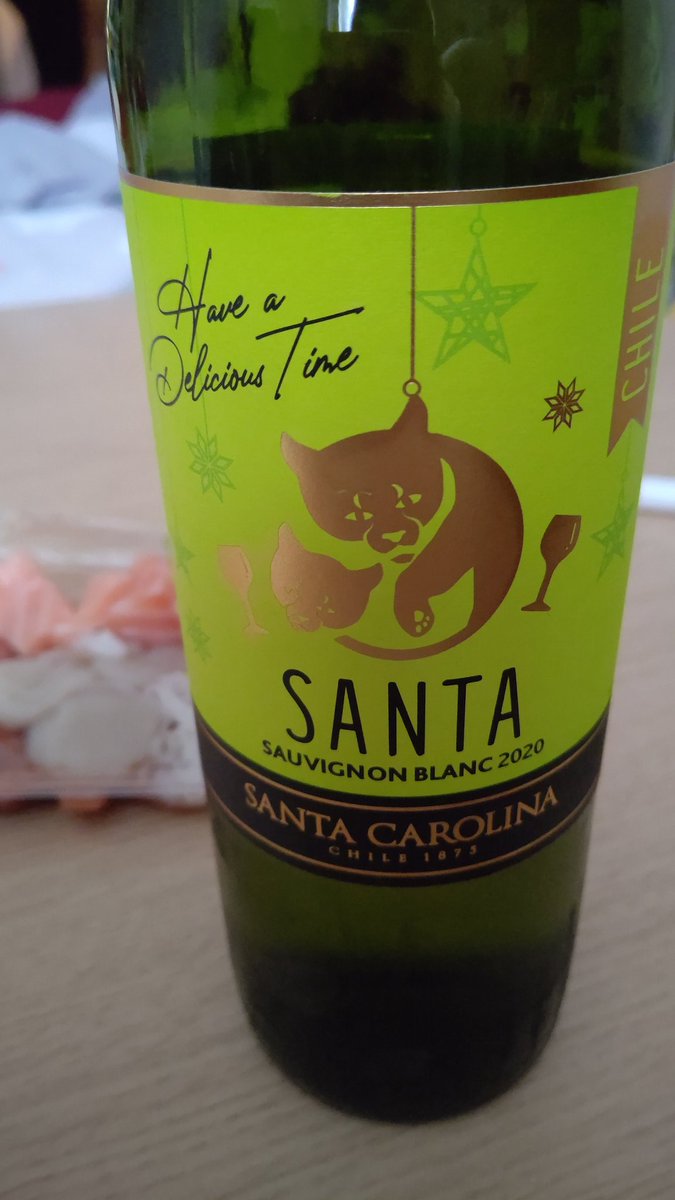 Have a
Delicious Time
CHILE
SANTA
SAUVIGNON BLANC 2020
SANTA CAROLINA
CHILE 1875